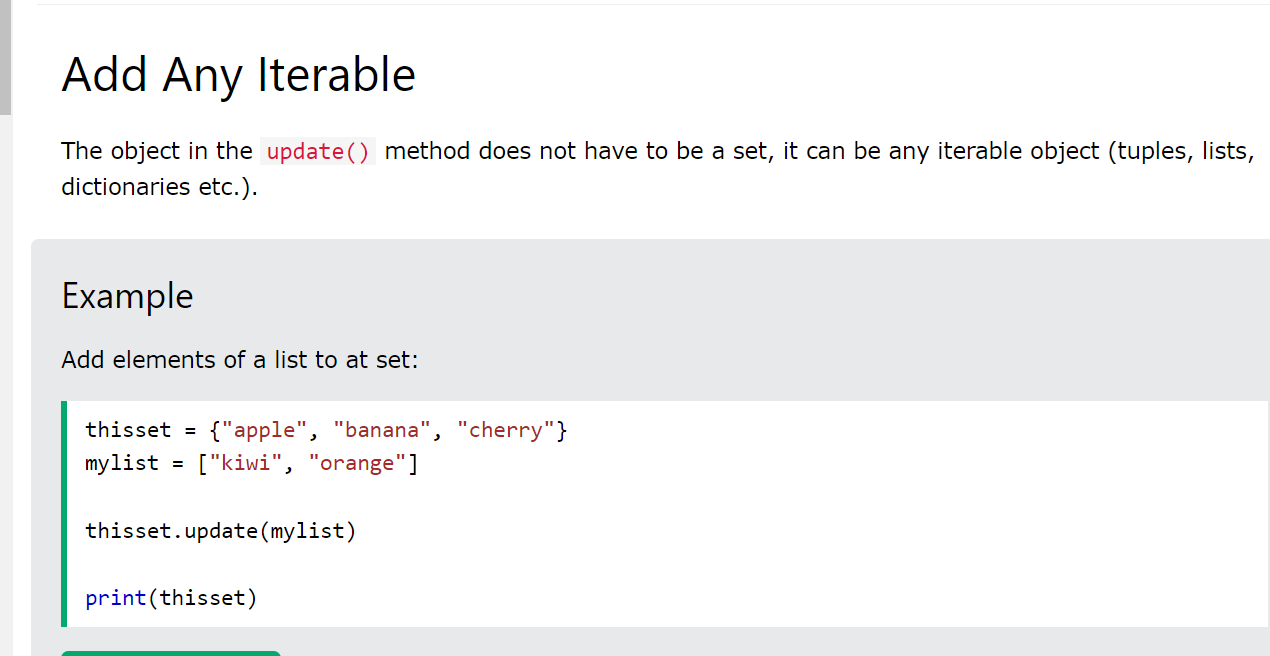 Add Any Iterable
The object in the update() method does not have to be a set, it can be any iterable object (tuples, lists,
dictionaries etc.).
Example
Add elements of a list to at set:
thisset = {"apple", "banana", "cherry"}
mylist = ["kiwi", "orange"]
thisset.update(mylist)
print(thisset)